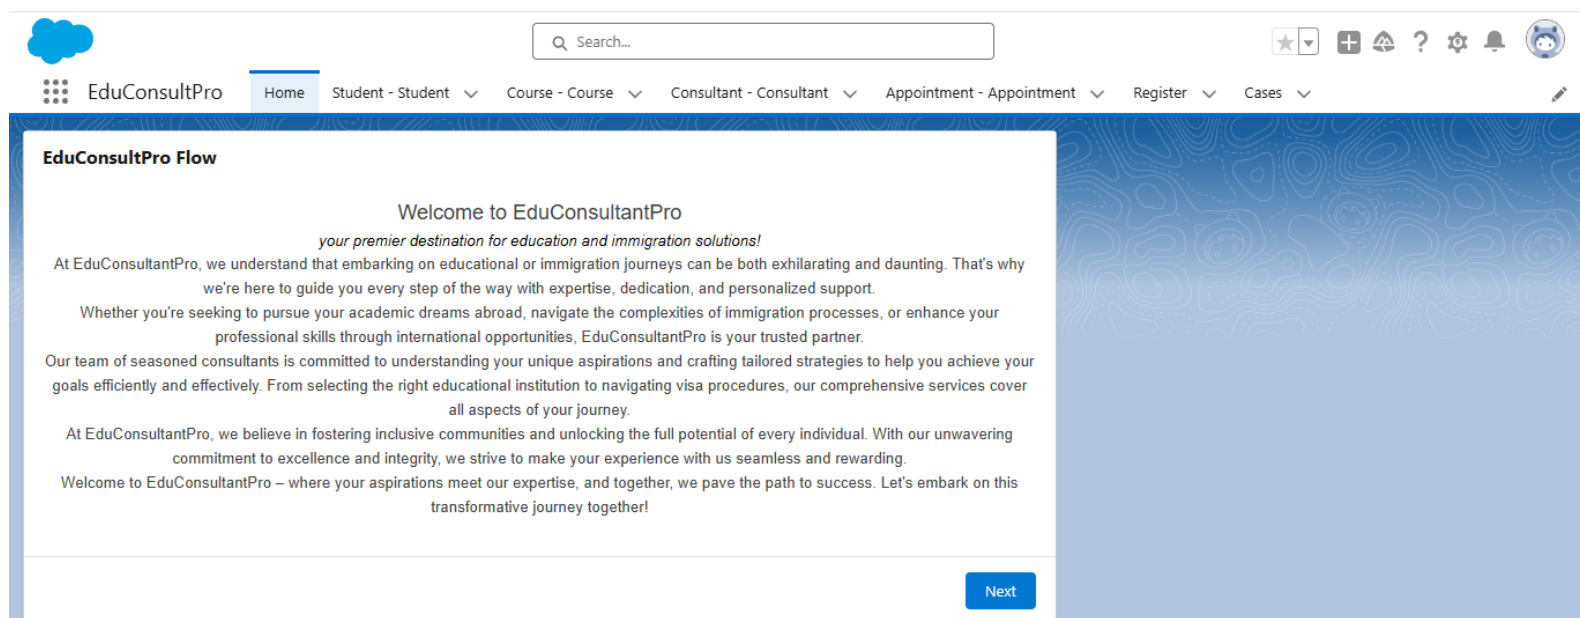 Search...
EduConsultPro
Home
Student - Student
Course - Course
Consultant - Consultant
Appointment - Appointment
Register
Cases
EduConsultPro Flow
Welcome to EduConsultantPro
your premier destination for education and immigration solutions!
At EduConsultantPro, we understand that embarking on educational or immigration journeys can be both exhilarating and daunting. That's why
we're here to guide you every step of the way with expertise, dedication, and personalized support.
Whether you're seeking to pursue your academic dreams abroad, navigate the complexities of immigration processes, or enhance your
professional skills through international opportunities, EduConsultantPro is your trusted partner.
Our team of seasoned consultants is committed to understanding your unique aspirations and crafting tailored strategies to help you achieve your
goals efficiently and effectively. From selecting the right educational institution to navigating visa procedures, our comprehensive services cover
all aspects of your journey.
At EduConsultantPro, we believe in fostering inclusive communities and unlocking the full potential of every individual. With our unwavering
commitment to excellence and integrity, we strive to make your experience with us seamless and rewarding.
Welcome to EduConsultantPro – where your aspirations meet our expertise, and together, we pave the path to success. Let's embark on this
transformative journey together!
Next